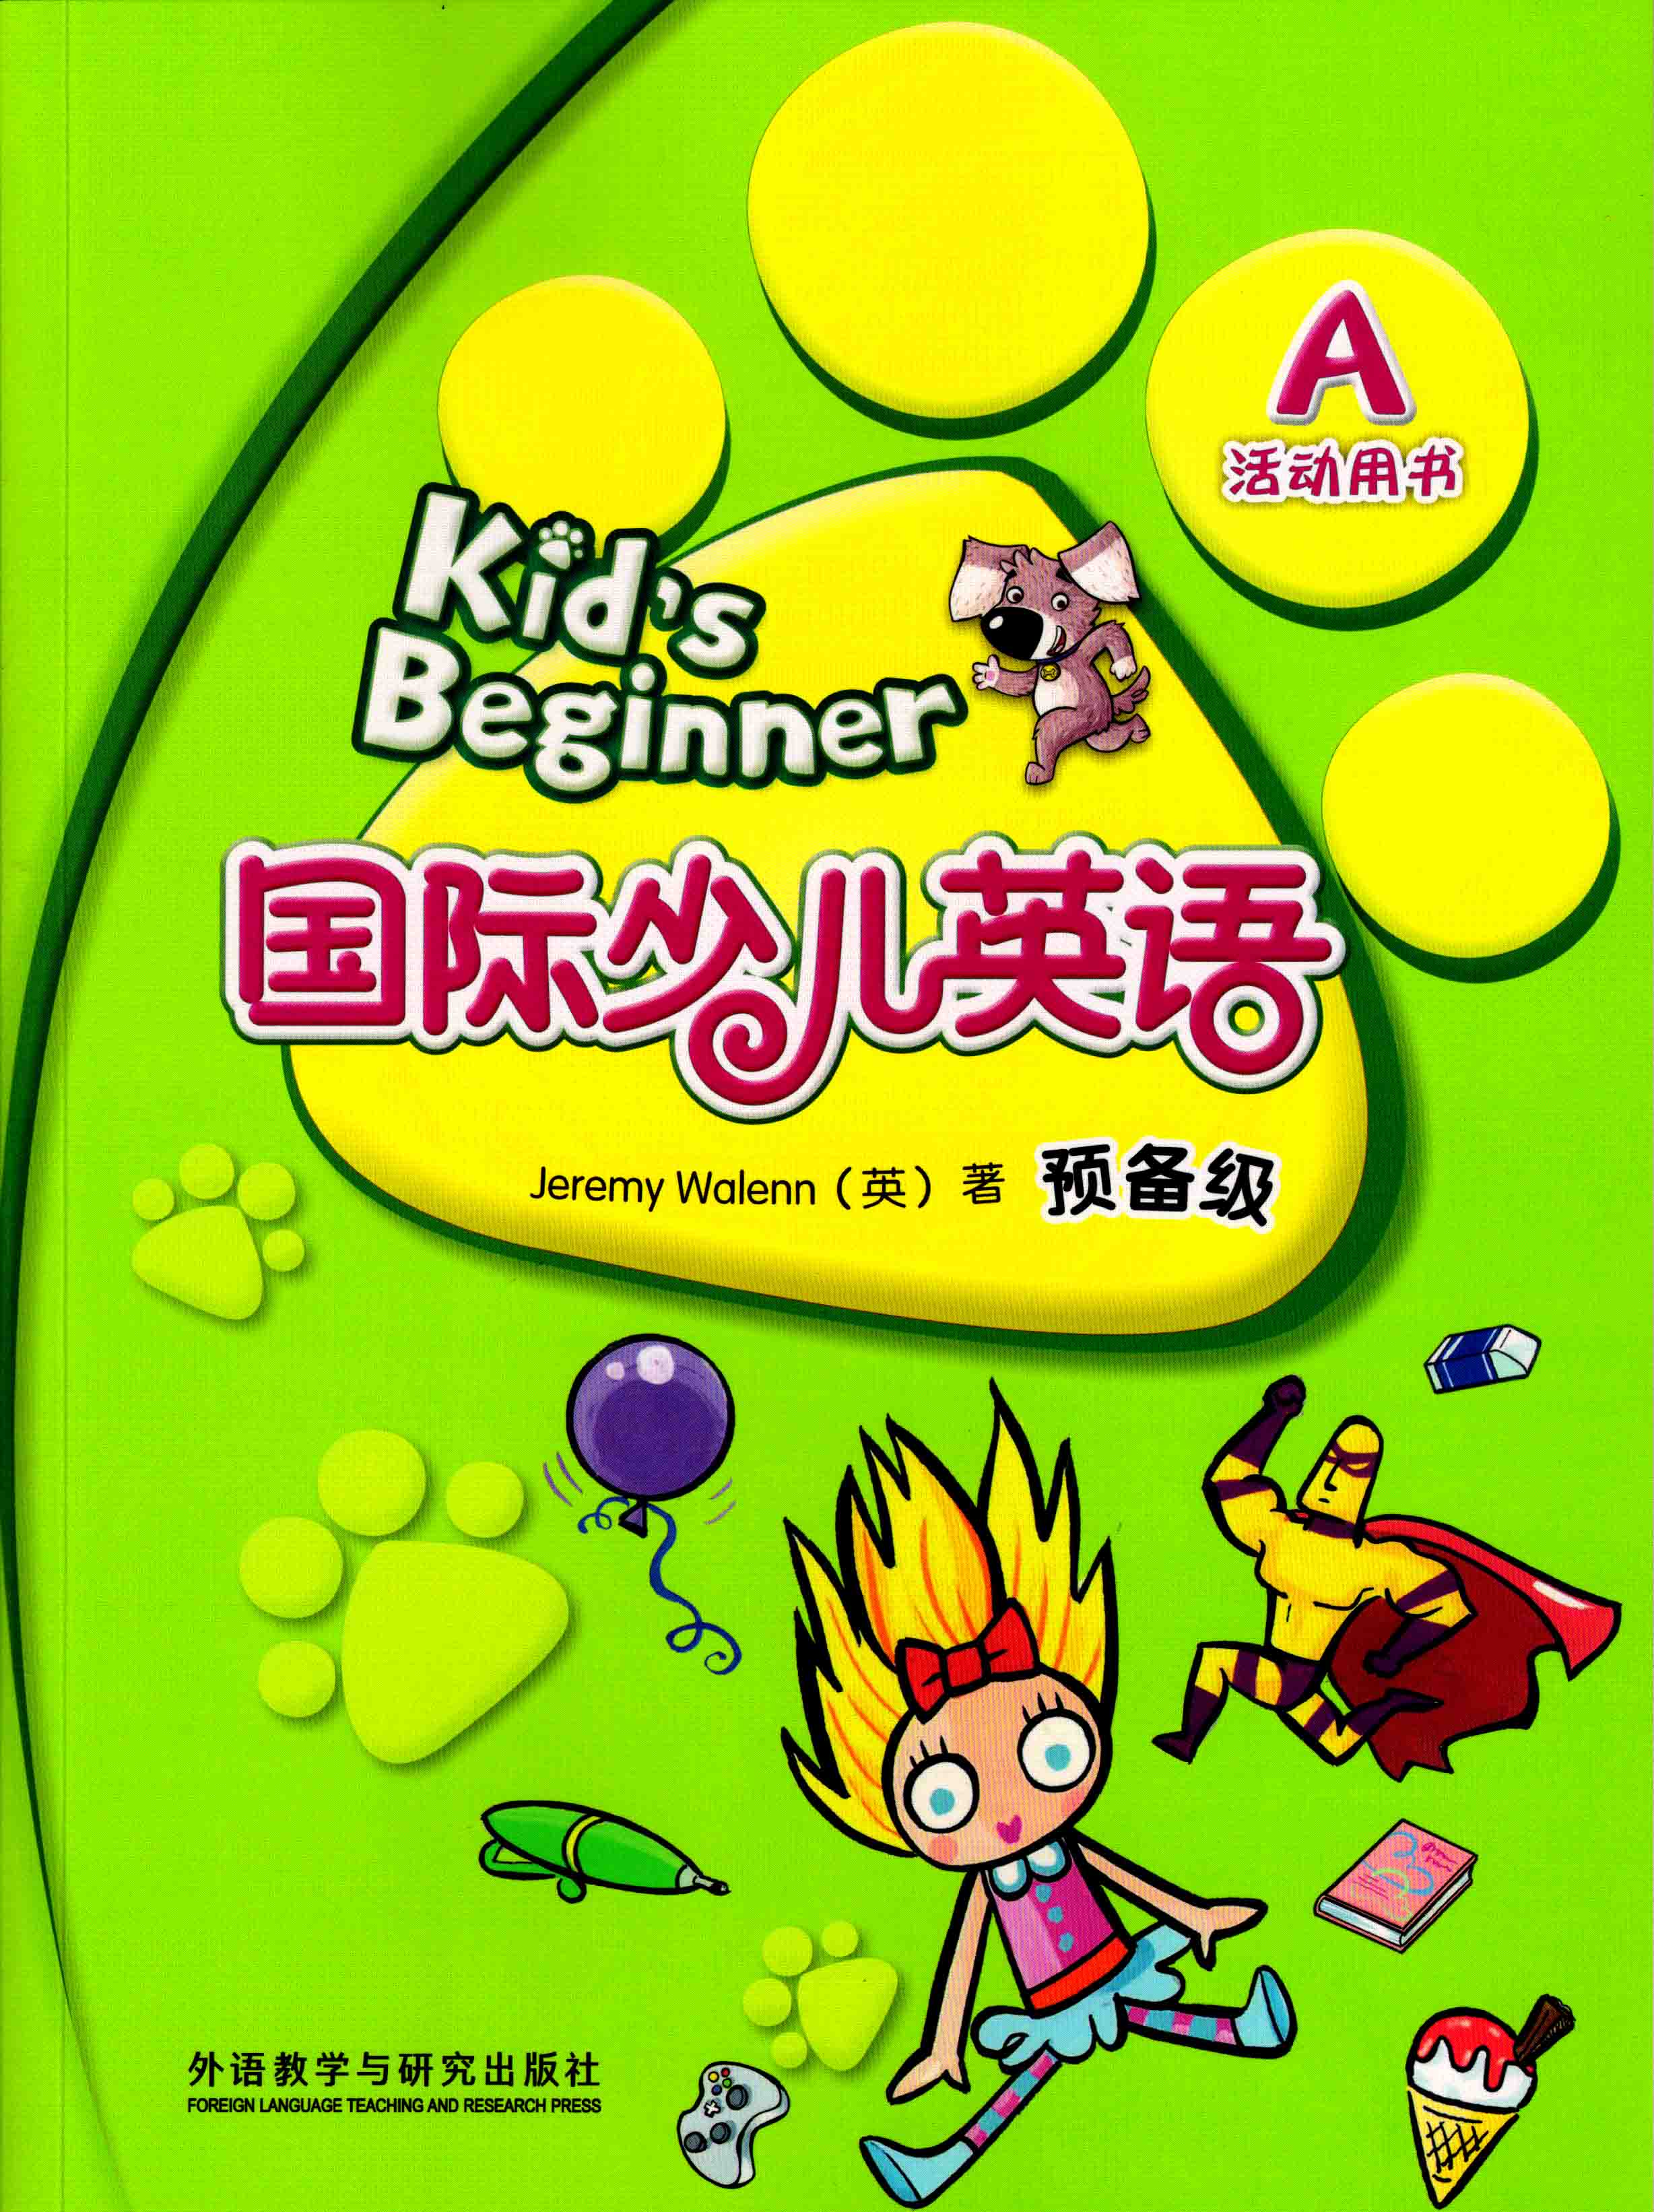 A
活动用书
Kid's
Beginner
国际少儿英语
Jeremy Walenn（英）著 预备级
外语教学与研究出版社
FOREIGN LANGUAGE TEACHING AND RESEARCH PRESS